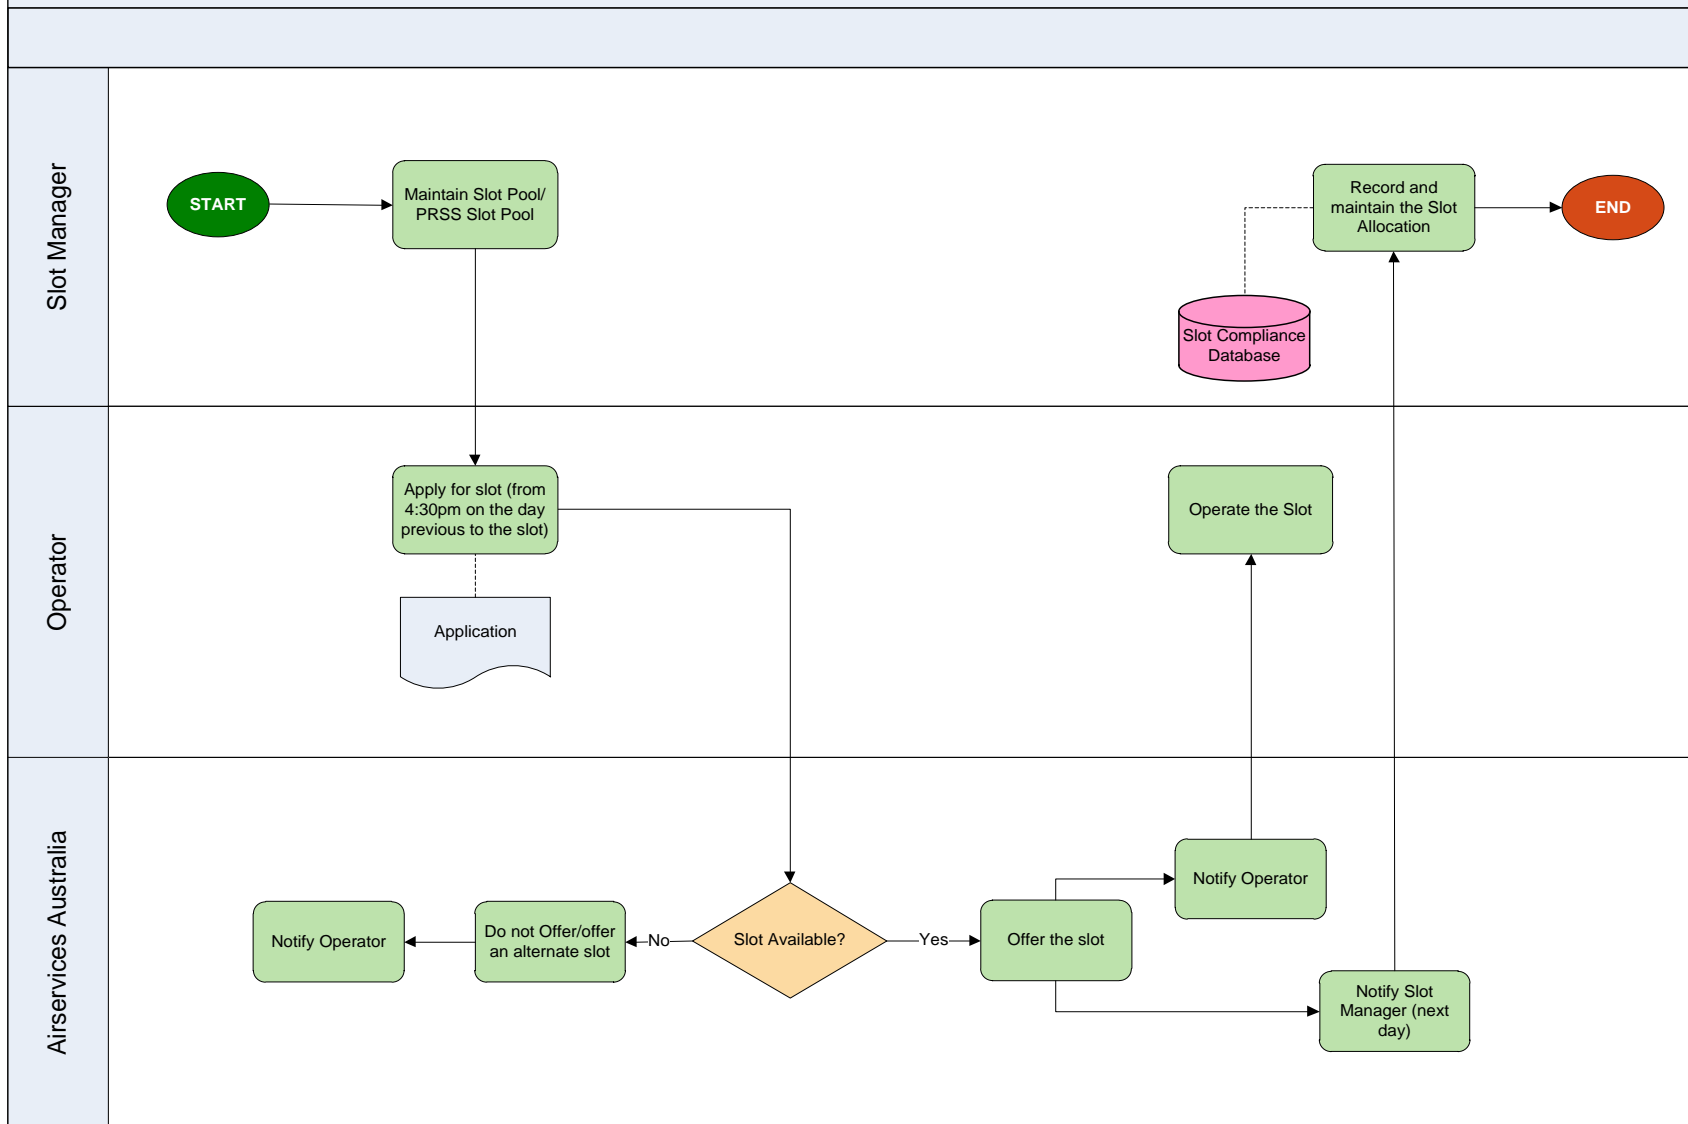 Slot Manager
START
Maintain Slot Pool/
PRSS Slot Pool
Record and
maintain the Slot
Allocation
END
Slot Compliance
Database
Operator
Apply for slot (from
4:30pm on the day
previous to the slot)
Application
Operate the Slot
Airservices Australia
Notify Operator
Do not Offer/offer
an alternate slot
No
Slot Available?
Yes
Offer the slot
Notify Operator
Notify Slot
Manager (next
day)